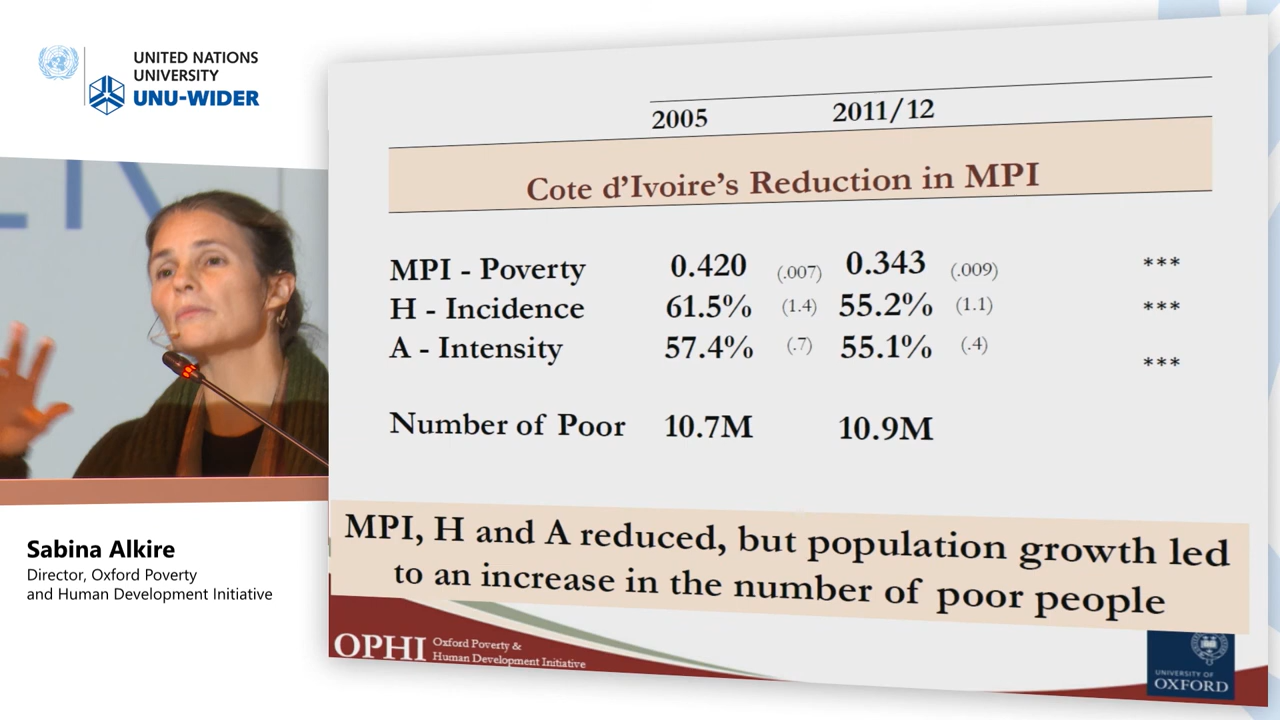 UNITED NATIONS
UNIVERSITY
UNU-WIDER
2005 2011/12
Cote d’Ivoire’s Reduction in MPI
MPI - Poverty 0.420 (.007) 0.343 (.009) ***
H - Incidence 61.5% (1.4) 55.2% (1.1) ***
A - Intensity 57.4% (.7) 55.1% (.4) ***
Number of Poor 10.7M 10.9M
MPI, H and A reduced, but population growth led
to an increase in the number of poor people
OPHI Oxford Poverty &
Human Development Initiative
UNIVERSITY OF
OXFORD
Sabina Alkire
Director, Oxford Poverty
and Human Development Initiative